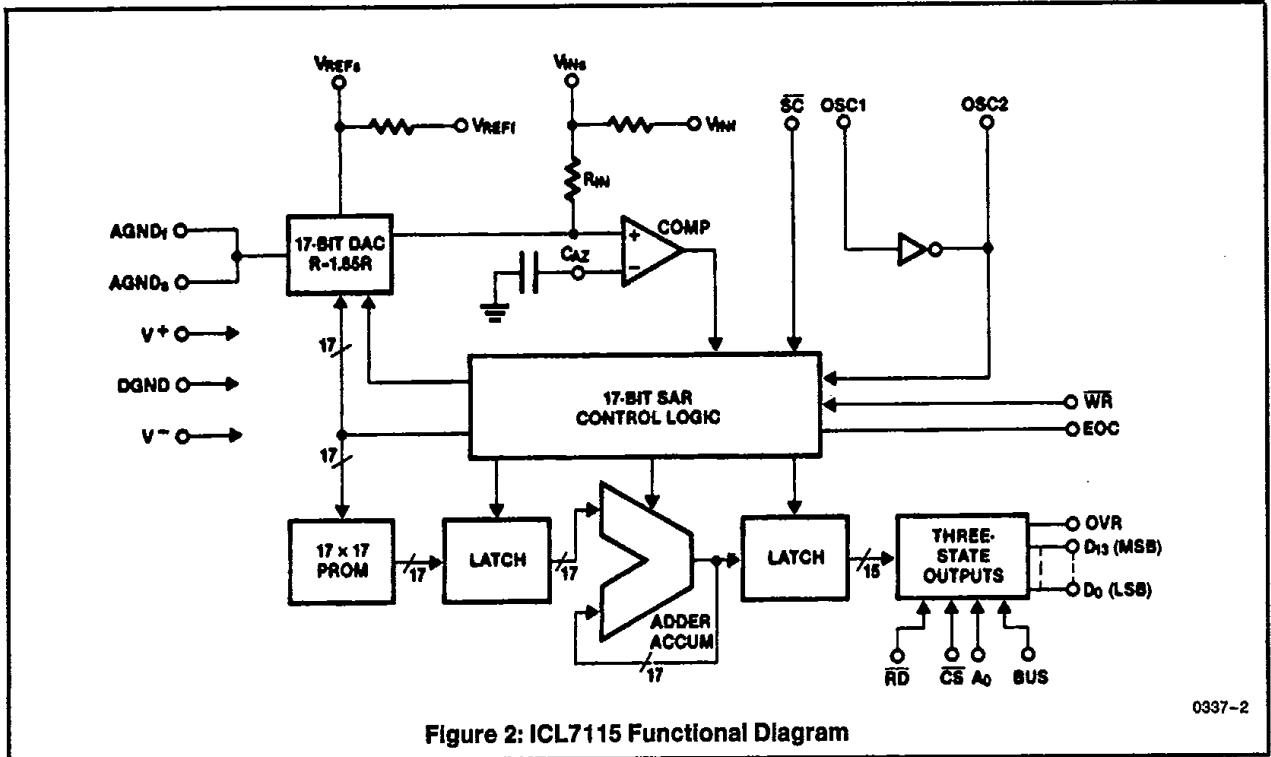 VREFs
VINs
SC
OSC1
OSC2
VREFf
VINf
RIN
AGNDf
17-BIT DAC
R-1.85R
COMP
+
CAZ
−
AGNDs
V+
17
DGND
17-BIT SAR
CONTROL LOGIC
WR
EOC
V−
17
17 × 17
PROM
17
LATCH
17
LATCH
15
THREE-
STATE
OUTPUTS
OVR
D13 (MSB)
D0 (LSB)
ADDER
ACCUM
17
RD
CS
A0
BUS
0337-2
Figure 2: ICL7115 Functional Diagram